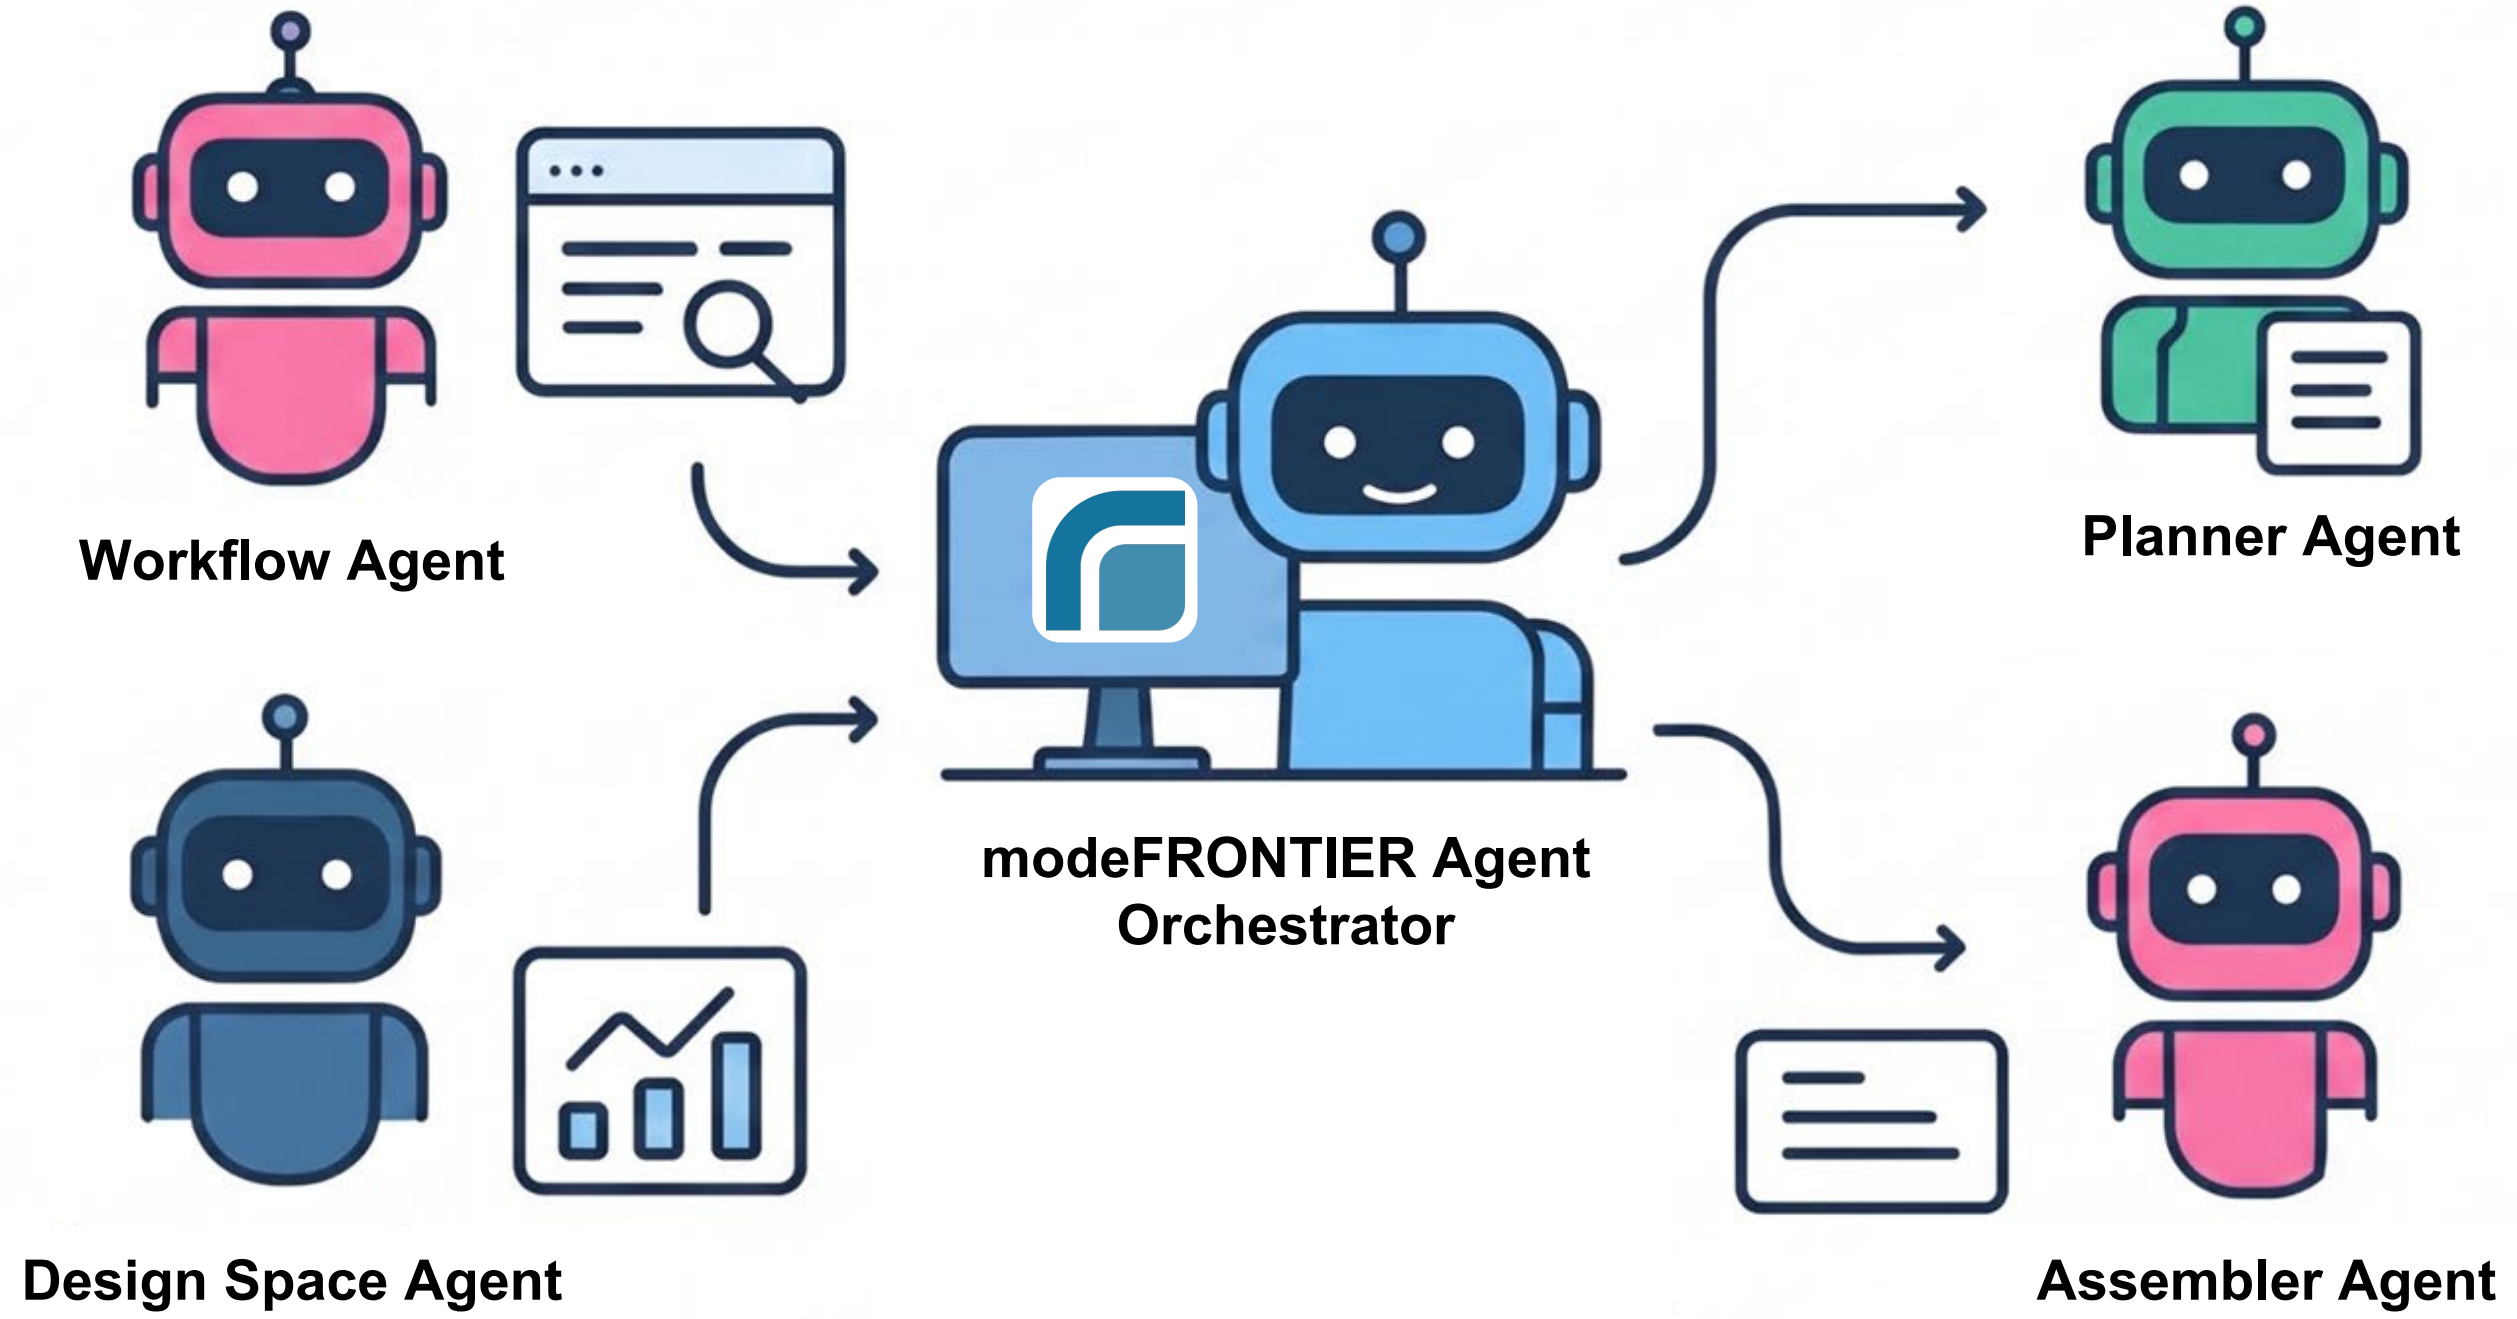 Workflow Agent
Planner Agent
modeFRONTIER Agent
Orchestrator
Design Space Agent
Assembler Agent